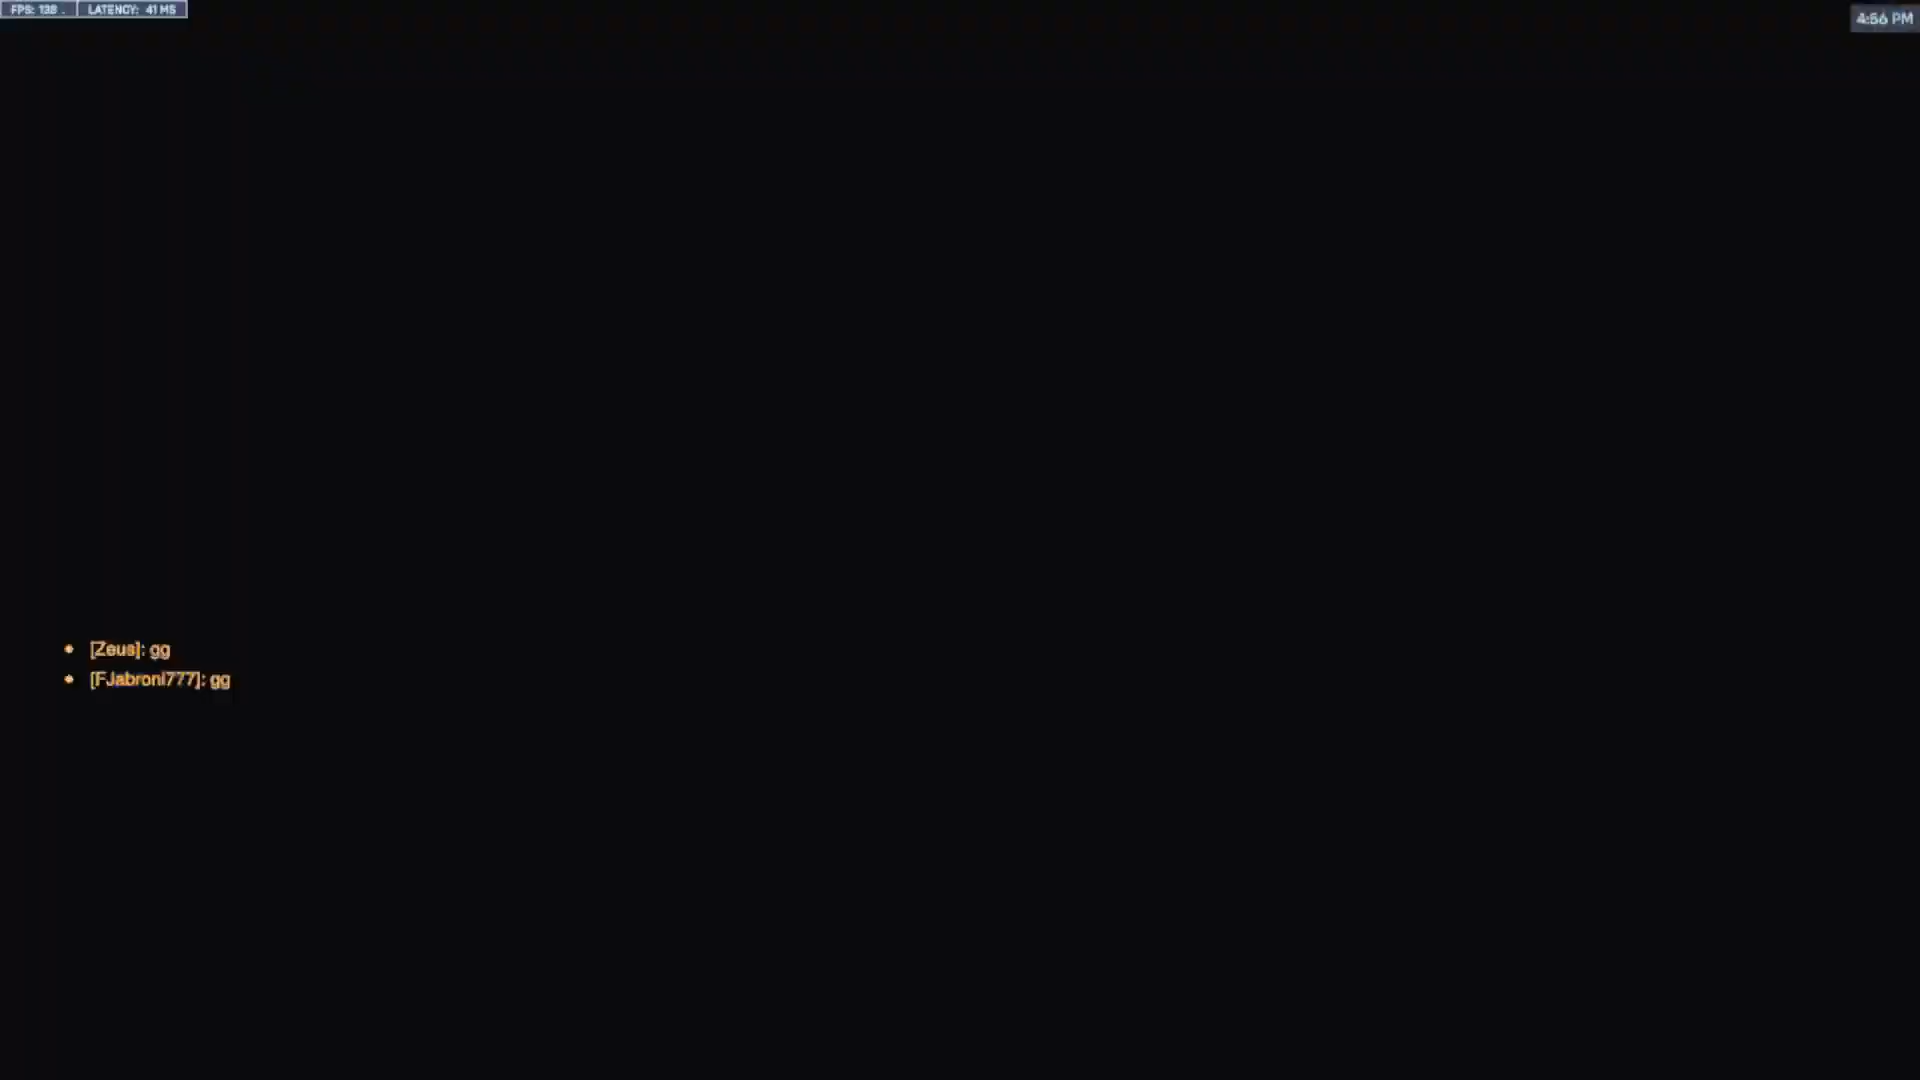 FPS: 138 . LATENCY: 41 MS
4:56 PM
• [Zeus]: gg
• [FJabroni777]: gg